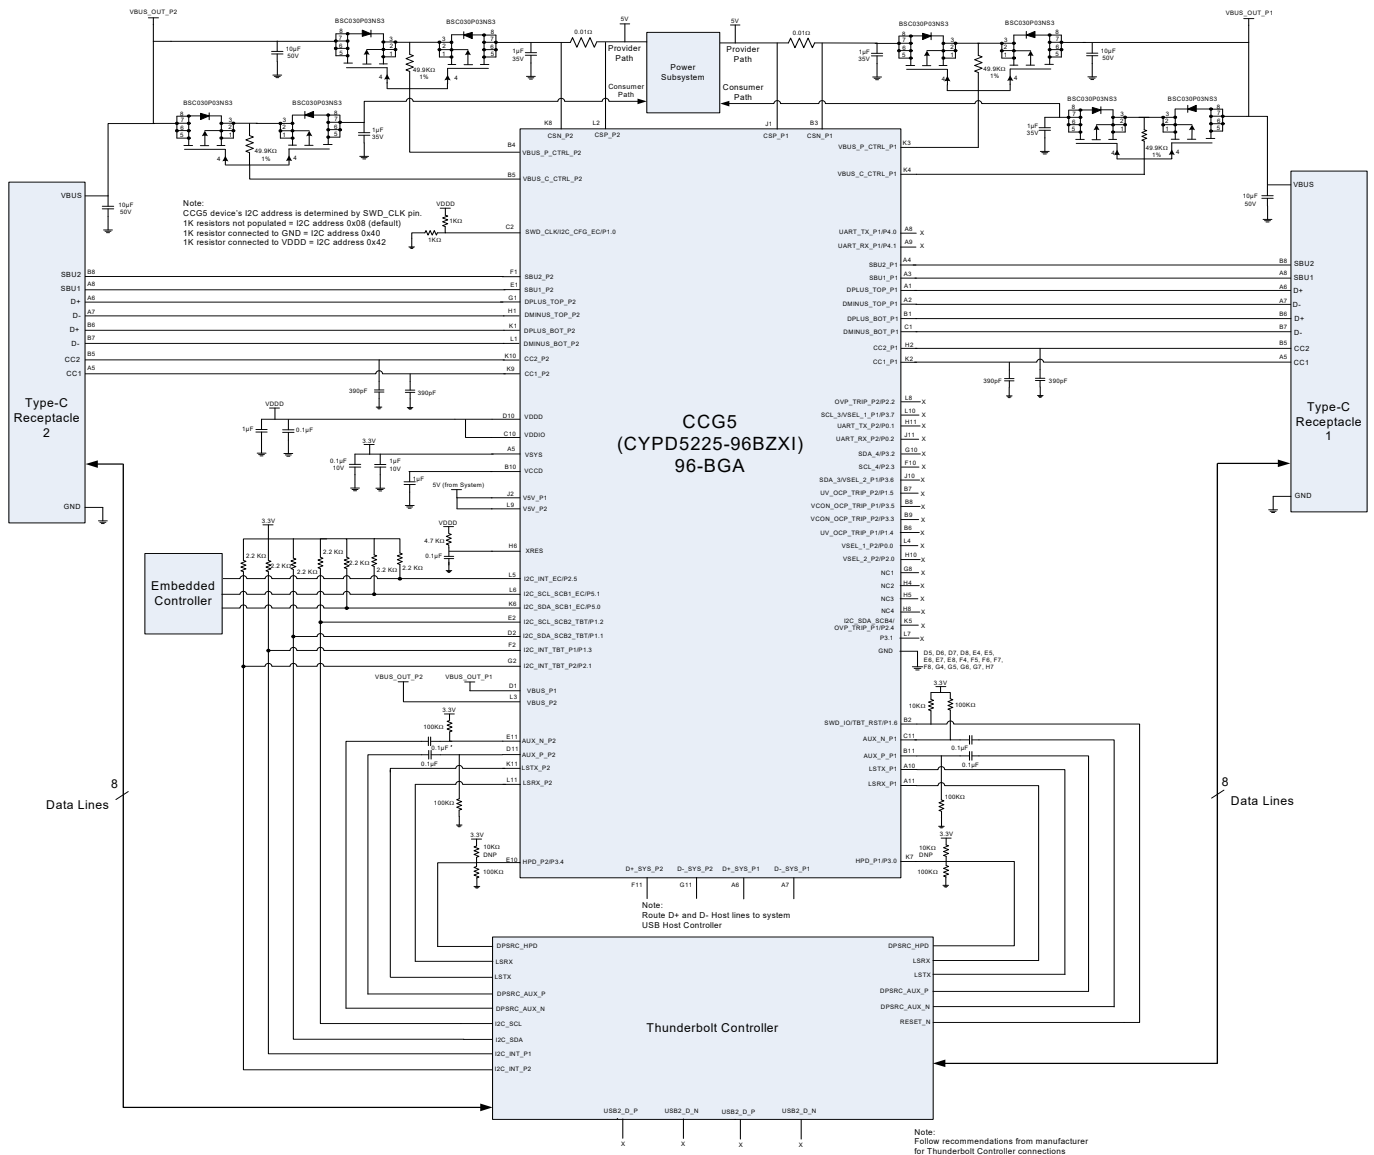 VBUS_OUT_P2
BSC030P03NS3
BSC030P03NS3
5V
5V
BSC030P03NS3
BSC030P03NS3
VBUS_OUT_P1
10µF
50V
49.9KΩ
1%
1µF
35V
0.01Ω
Provider
Path
Power
Subsystem
Provider
Path
0.01Ω
1µF
35V
49.9KΩ
1%
10µF
50V
Consumer
Path
Consumer
Path
BSC030P03NS3
BSC030P03NS3
BSC030P03NS3
BSC030P03NS3
49.9KΩ
1%
1µF
35V
1µF
35V
49.9KΩ
1%
K8
L2
J1
B3
CSN_P2
CSP_P2
CSP_P1
CSN_P1
B4
VBUS_P_CTRL_P2
VBUS_P_CTRL_P1
K3
B5
VBUS_C_CTRL_P2
VBUS_C_CTRL_P1
K4
VBUS
10µF
50V
10µF
50V
VBUS
Note:
CCG5 device's I2C address is determined by SWD_CLK pin.
1K resistors not populated = I2C address 0x08 (default)
1K resistor connected to GND = I2C address 0x40
1K resistor connected to VDDD = I2C address 0x42
VDDD
1KΩ
1KΩ
C2
SWD_CLK/I2C_CFG_EC/P1.0
UART_TX_P1/P4.0 A8 X
UART_RX_P1/P4.1 A9 X
SBU2 B8 F1 SBU2_P2
SBU2_P1 A4 B8 SBU2
SBU1 A8 E1 SBU1_P2
SBU1_P1 A3 A8 SBU1
D+ A6 G1 DPLUS_TOP_P2
DPLUS_TOP_P1 A1 A6 D+
D- A7 H1 DMINUS_TOP_P2
DMINUS_TOP_P1 A2 A7 D-
D+ B6 K1 DPLUS_BOT_P2
DPLUS_BOT_P1 B1 B6 D+
D- B7 L1 DMINUS_BOT_P2
DMINUS_BOT_P1 C1 B7 D-
CC2 B5 K10 CC2_P2
CC2_P1 H2 B5 CC2
CC1 A5 K9 CC1_P2
CC1_P1 K2 A5 CC1
390pF
390pF
390pF
390pF
Type-C
Receptacle
2
Type-C
Receptacle
1
CCG5
(CYPD5225-96BZXI)
96-BGA
VDDD
1µF
0.1µF
D10 VDDD
C10 VDDIO
3.3V
0.1µF
10V
1µF
10V
A5 VSYS
B10 VCCD
1µF
5V (from System)
J2 V5V_P1
L9 V5V_P2
GND
GND
OVP_TRIP_P2/P2.2 L8 X
SCL_3/VSEL_1_P1/P3.7 L10 X
UART_TX_P2/P0.1 H11 X
UART_RX_P2/P0.2 J11 X
SDA_4/P3.2 G10 X
SCL_4/P2.3 F10 X
SDA_3/VSEL_2_P1/P3.6 J10 X
UV_OCP_TRIP_P2/P1.5 B7 X
VCON_OCP_TRIP_P1/P3.5 B8 X
VCON_OCP_TRIP_P2/P3.3 B9 X
UV_OCP_TRIP_P1/P1.4 B6 X
VSEL_1_P2/P0.0 L4 X
VSEL_2_P2/P2.0 H10 X
NC1 G8 X
NC2 H4 X
NC3 H5 X
NC4 H8 X
I2C_SDA_SCB4/
OVP_TRIP_P1/P2.4 K5 X
P3.1 L7 X
GND
D5, D6, D7, D8, E4, E5,
E6, E7, E8, F4, F5, F6, F7,
F8, G4, G5, G6, G7, H7
3.3V
2.2 KΩ
2.2 KΩ
2.2 KΩ
2.2 KΩ
2.2 KΩ
2.2 KΩ
2.2 KΩ
VDDD
4.7 KΩ
0.1µF
H6 XRES
Embedded
Controller
L5 I2C_INT_EC/P2.5
L6 I2C_SCL_SCB1_EC/P5.1
K6 I2C_SDA_SCB1_EC/P5.0
E2 I2C_SCL_SCB2_TBT/P1.2
D2 I2C_SDA_SCB2_TBT/P1.1
F2 I2C_INT_TBT_P1/P1.3
G2 I2C_INT_TBT_P2/P2.1
VBUS_OUT_P2
VBUS_OUT_P1
D1 VBUS_P1
L3 VBUS_P2
3.3V
10KΩ
100KΩ
3.3V
100KΩ
SWD_IO/TBT_RST/P1.6 B2
E11 AUX_N_P2
AUX_N_P1 C11
0.1µF
0.1µF
D11 AUX_P_P2
AUX_P_P1 B11
0.1µF
0.1µF
K11 LSTX_P2
LSTX_P1 A10
L11 LSRX_P2
LSRX_P1 A11
100KΩ
100KΩ
8
Data Lines
8
Data Lines
3.3V
10KΩ
DNP
100KΩ
E10 HPD_P2/P3.4
HPD_P1/P3.0 K7
3.3V
10KΩ
DNP
100KΩ
D+_SYS_P2
D-_SYS_P2
D+_SYS_P1
D-_SYS_P1
F11
G11
A6
A7
Note:
Route D+ and D- Host lines to system
USB Host Controller
DPSRC_HPD
DPSRC_HPD
LSRX
LSRX
LSTX
LSTX
DPSRC_AUX_P
DPSRC_AUX_P
DPSRC_AUX_N
DPSRC_AUX_N
I2C_SCL
RESET_N
Thunderbolt Controller
I2C_SDA
I2C_INT_P1
I2C_INT_P2
USB2_D_P
USB2_D_N
USB2_D_P
USB2_D_N
X
X
X
X
Note:
Follow recommendations from manufacturer
for Thunderbolt Controller connections